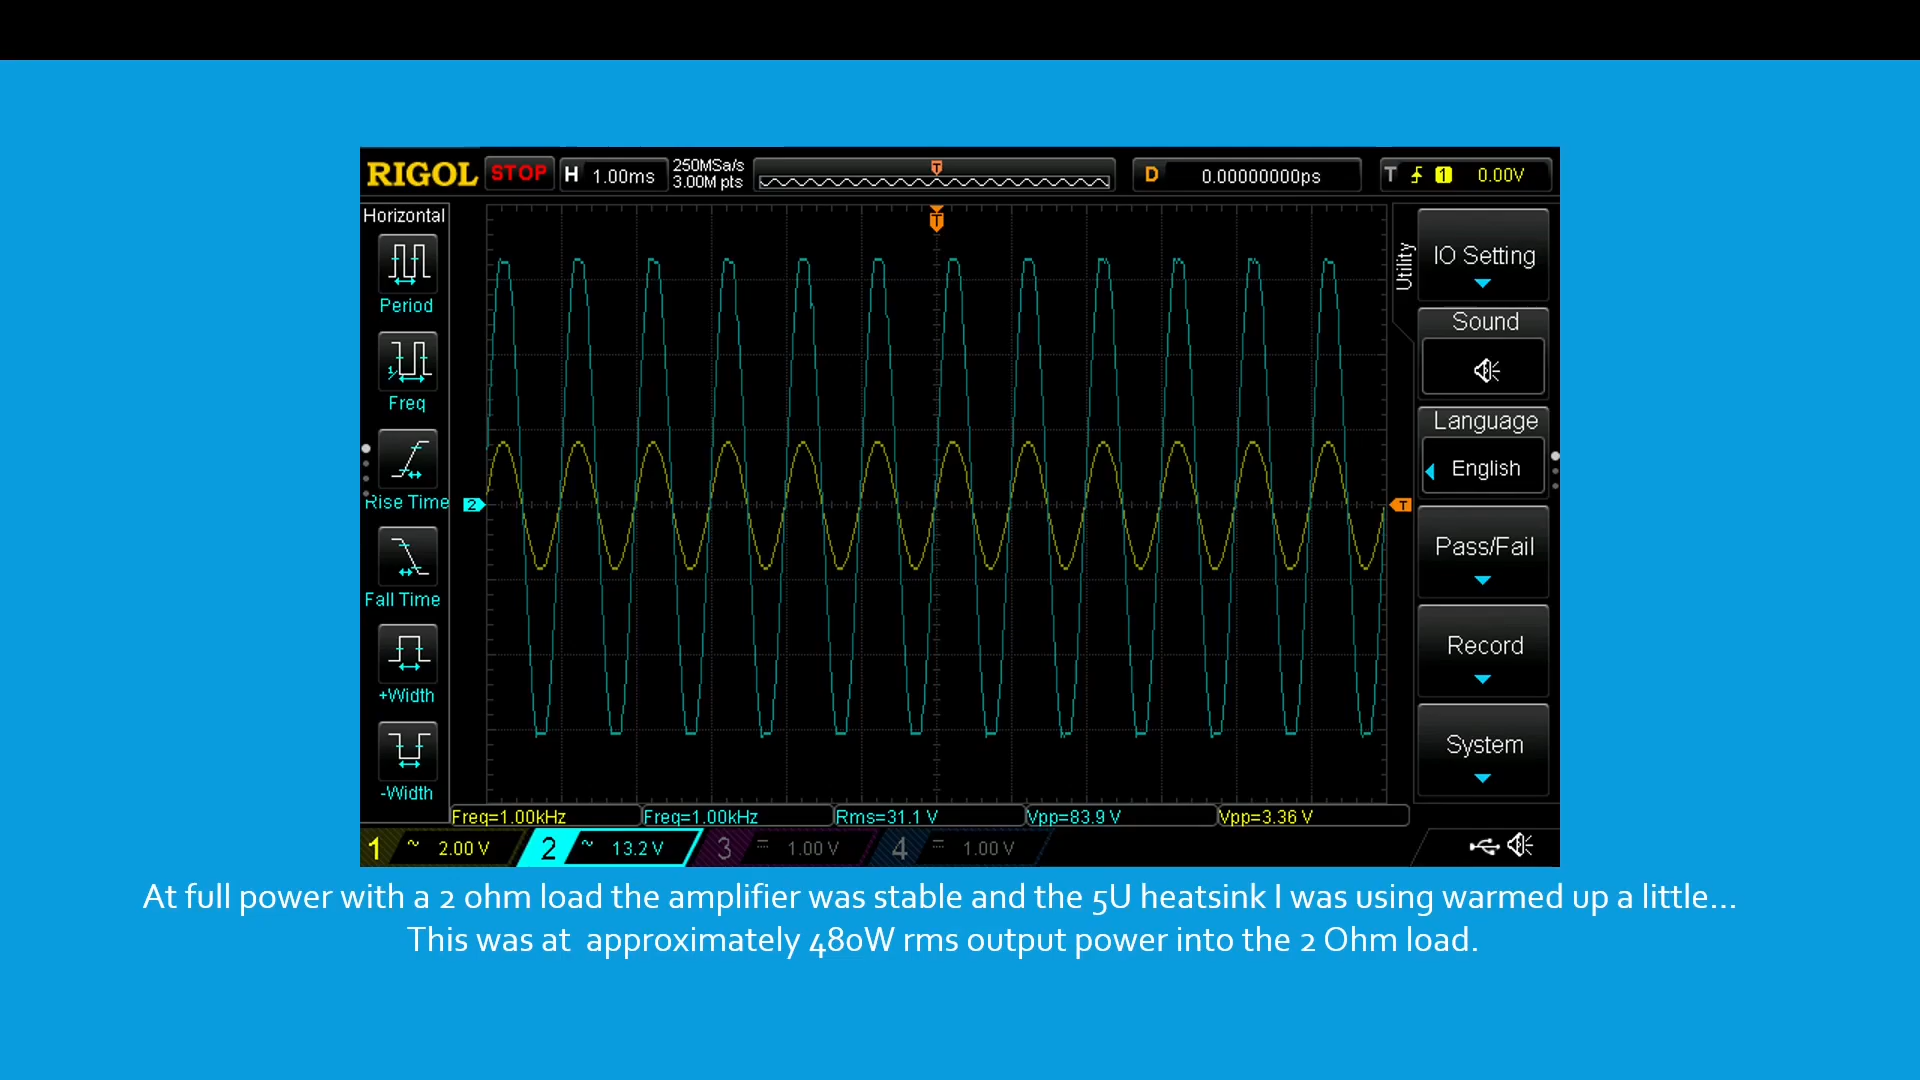 RIGOL STOP H 1.00ms 250MSa/s 3.00M pts T D 0.00000000ps T 1 0.00V
Horizontal
T
Period
Freq
Rise Time
Fall Time
+Width
-Width
2
T
Utility
IO Setting
Sound
Language
English
Pass/Fail
Record
System
Freq=1.00kHz Freq=1.00kHz Rms=31.1 V Vpp=83.9 V Vpp=3.36 V
1 ~ 2.00 V 2 ~ 13.2 V 3 = 1.00 V 4 = 1.00 V
At full power with a 2 ohm load the amplifier was stable and the 5U heatsink I was using warmed up a little...
This was at approximately 480W rms output power into the 2 Ohm load.